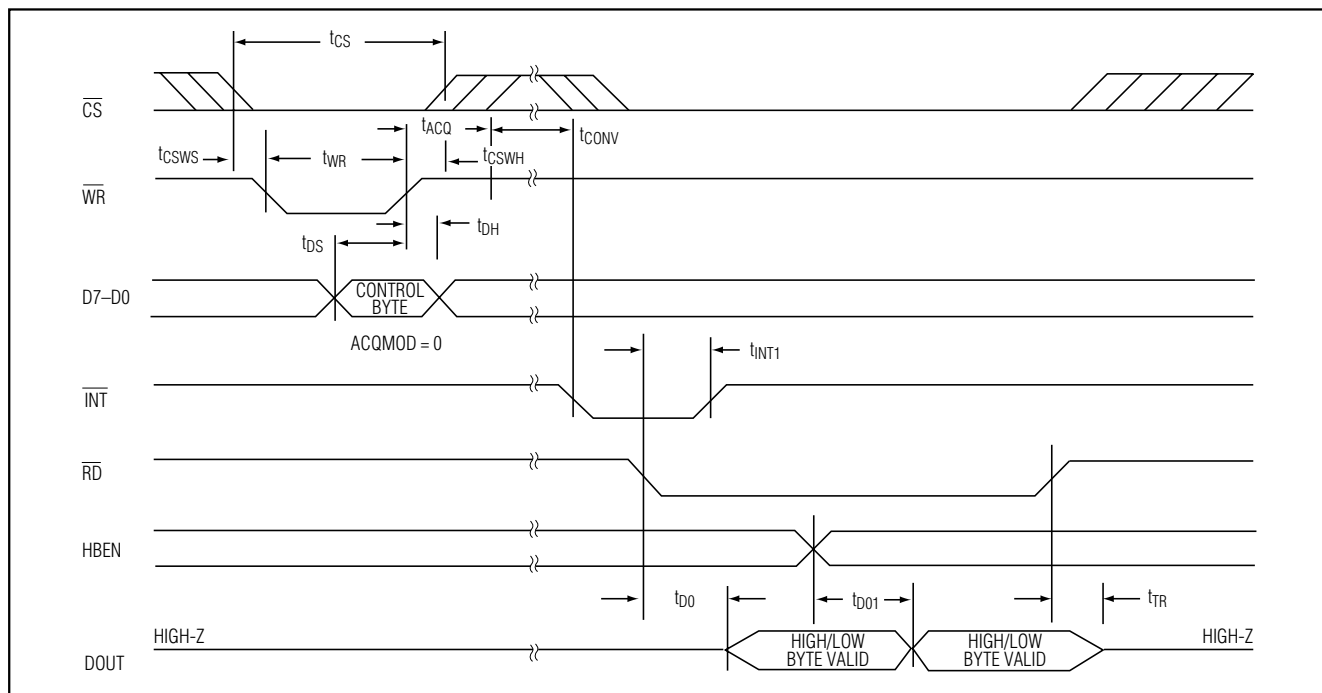 tCS
CS
tACQ
tCONV
tCSWS
tWR
tCSWH
WR
tDH
tDS
D7–D0
CONTROL
BYTE
ACQMOD = 0
tINT1
INT
RD
HBEN
tD0
tD01
tTR
HIGH-Z
HIGH/LOW
BYTE VALID
HIGH/LOW
BYTE VALID
HIGH-Z
DOUT